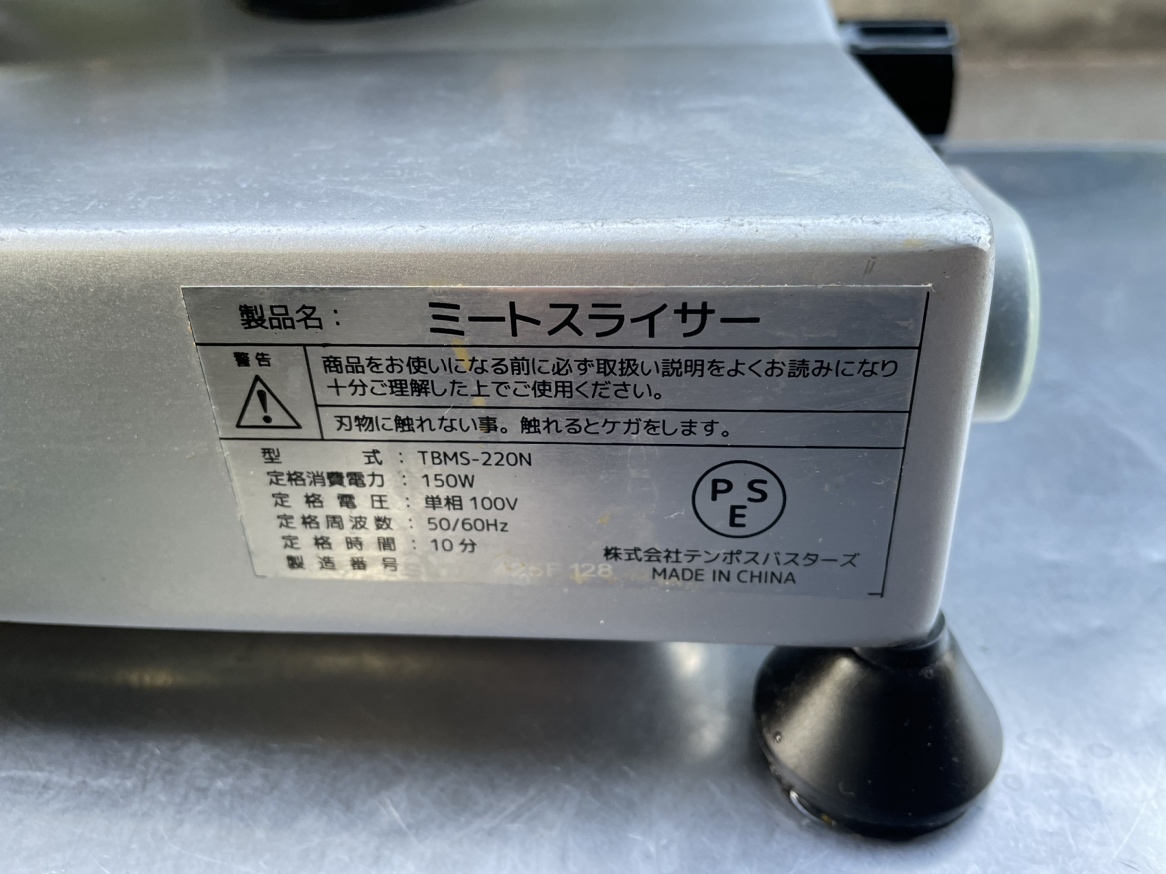 製品名： ミートスライサー
警告
商品をお使いになる前に必ず取扱い説明をよくお読みになり
十分ご理解した上でご使用ください。
刃物に触れない事。触れるとケガをします。
型 式 : TBMS-220N
定格消費電力 : 150W
定格電圧 : 単相100V
定格周波数 : 50/60Hz
定格時間 : 10分
製造番号
128
PSE
株式会社テンポスバスターズ
MADE IN CHINA